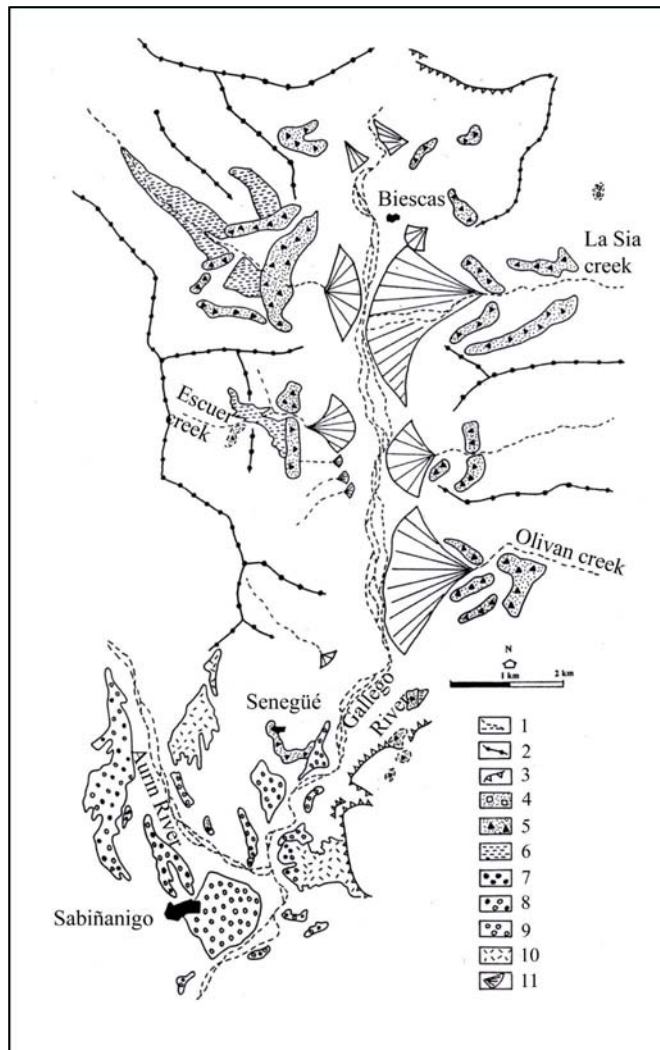 Biescas
La Sia
creek
Escuer
creek
Olivan creek
N
1 km 2 km
Senegüé
Gallego
River
Aurin River
Sabiñanigo
1
2
3
4
5
6
7
8
9
10
11